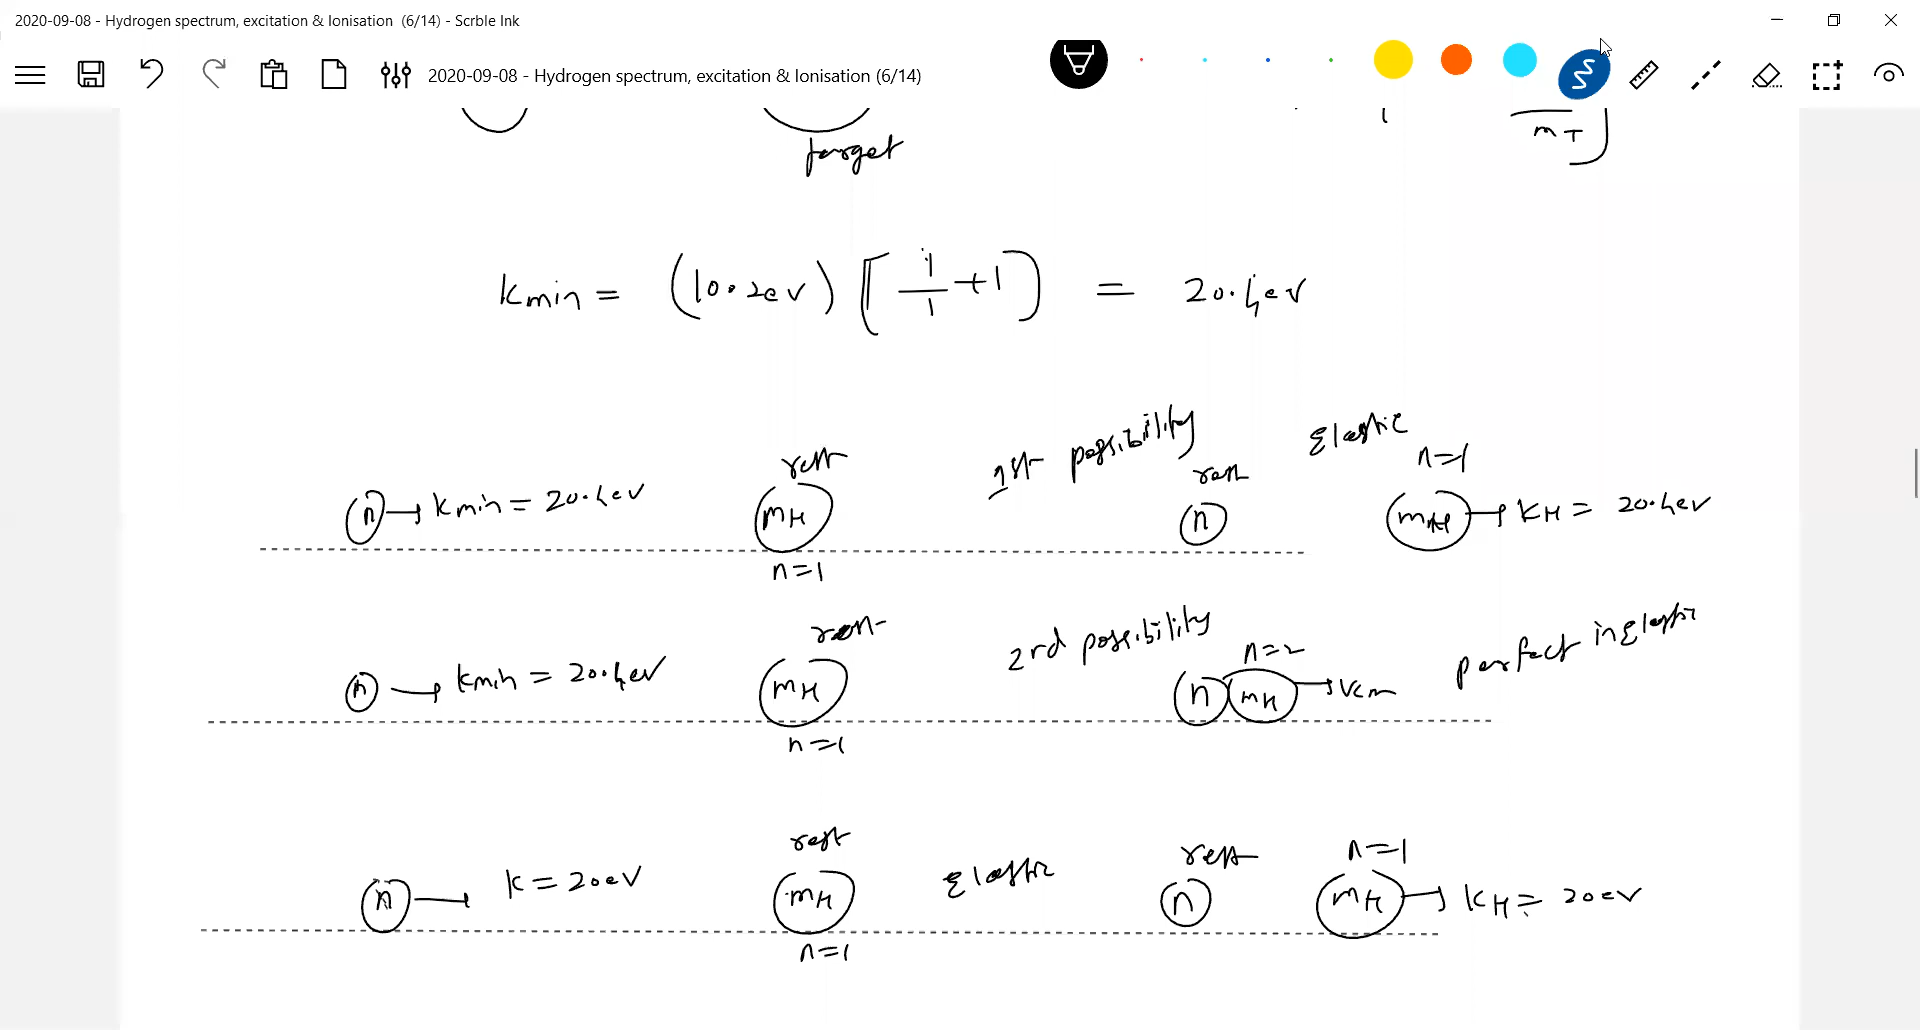 2020-09-08 - Hydrogen spectrum, excitation & Ionisation (6/14) - Scrble Ink
2020-09-08 - Hydrogen spectrum, excitation & Ionisation (6/14)
mT
target
Kmin = (10.2ev) [1/1 + 1] = 20.4ev
1st possibility
Elastic
rest
rest
n=1
n → Kmin = 20.4ev
mH
n
mH → KH = 20.4ev
n=1
2rd possibility
perfect inElastic
rest
n=2
n → Kmin = 20.4ev
mH
n mH → Vcm
n=1
rest
Elastic
rest
n=1
n → K = 20ev
mH
n
mH → KH = 20ev
n=1